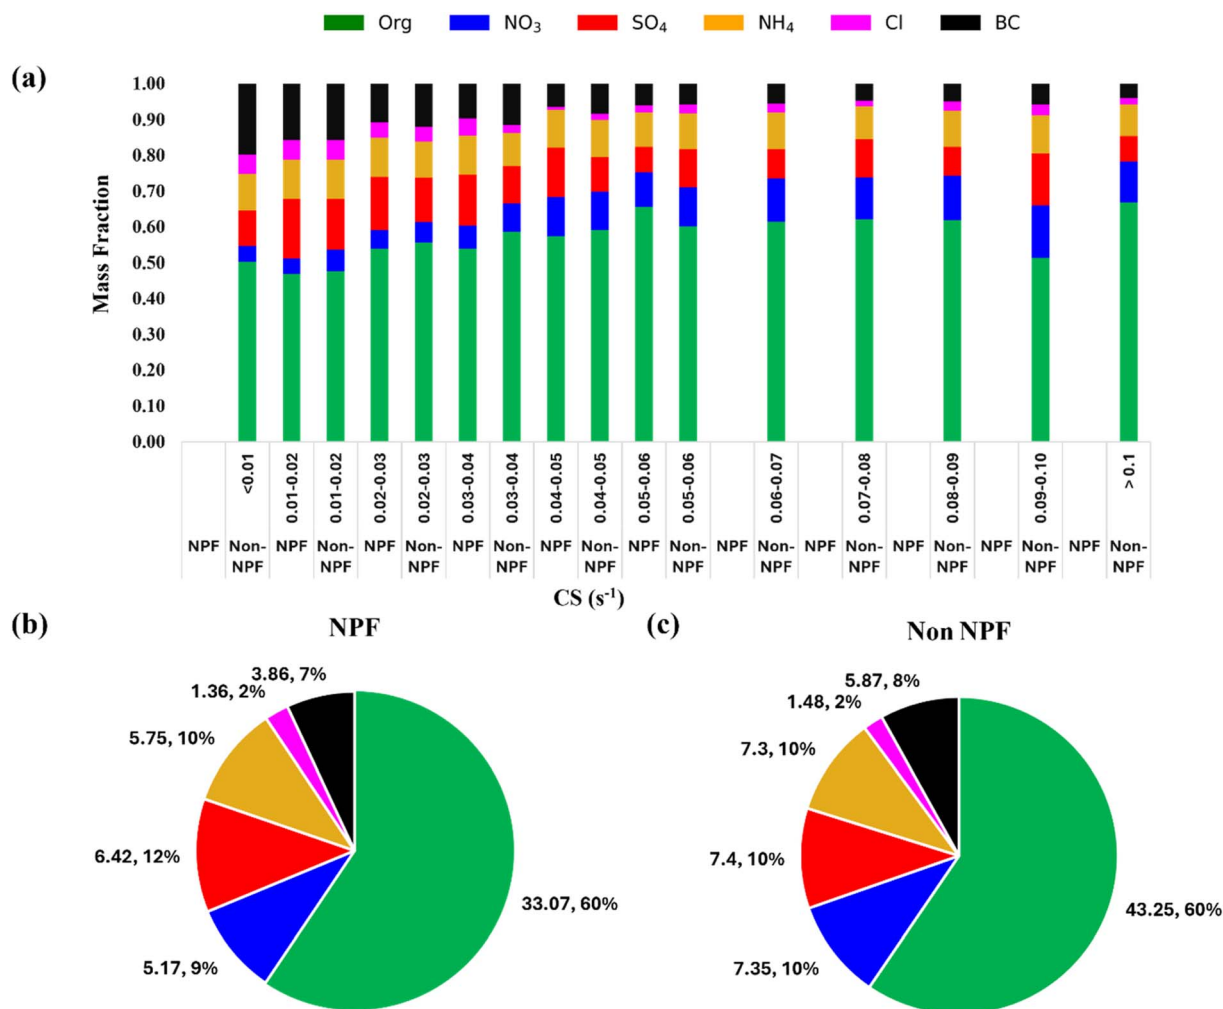 Org NO₃ SO₄ NH₄ Cl BC
(a)
Mass Fraction
1.00
0.90
0.80
0.70
0.60
0.50
0.40
0.30
0.20
0.10
0.00
<0.01 0.01-0.02 0.01-0.02 0.02-0.03 0.02-0.03 0.03-0.04 0.03-0.04 0.04-0.05 0.04-0.05 0.05-0.06 0.05-0.06 0.06-0.07 0.07-0.08 0.08-0.09 0.09-0.10 > 0.1
NPF Non- NPF Non- NPF Non- NPF Non- NPF Non- NPF Non- NPF Non- NPF Non- NPF Non- NPF Non- NPF Non-
NPF NPF NPF NPF NPF NPF NPF NPF NPF NPF NPF
CS (s⁻¹)
(b)
NPF
3.86, 7%
1.36, 2%
5.75, 10%
6.42, 12%
5.17, 9%
33.07, 60%
(c)
Non NPF
5.87, 8%
1.48, 2%
7.3, 10%
7.4, 10%
7.35, 10%
43.25, 60%